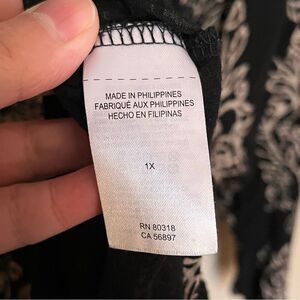 MADE IN PHILIPPINES
FABRIQUÉ AUX PHILIPPINES
HECHO EN FILIPINAS
1X
RN 80318
CA 56897